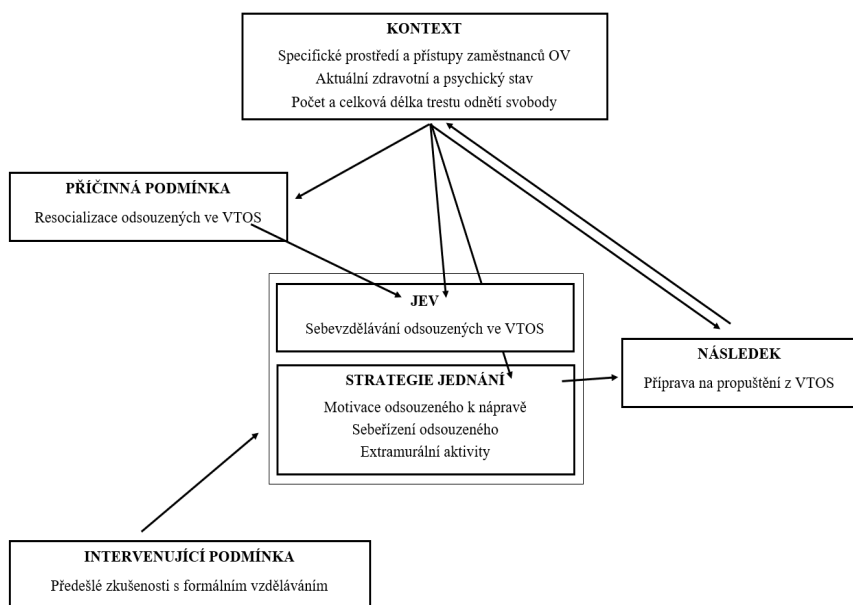 KONTEXT
Specifické prostředí a přístupy zaměstnanců OV
Aktuální zdravotní a psychický stav
Počet a celková délka trestu odnětí svobody
PŘÍČINNÁ PODMÍNKA
Resocializace odsouzených ve VTOS
JEV
Sebevzdělávání odsouzených ve VTOS
STRATEGIE JEDNÁNÍ
Motivace odsouzeného k nápravě
Sebeřízení odsouzeného
Extramurální aktivity
NÁSLEDEK
Příprava na propuštění z VTOS
INTERVENUJÍCÍ PODMÍNKA
Předešlé zkušenosti s formálním vzděláváním